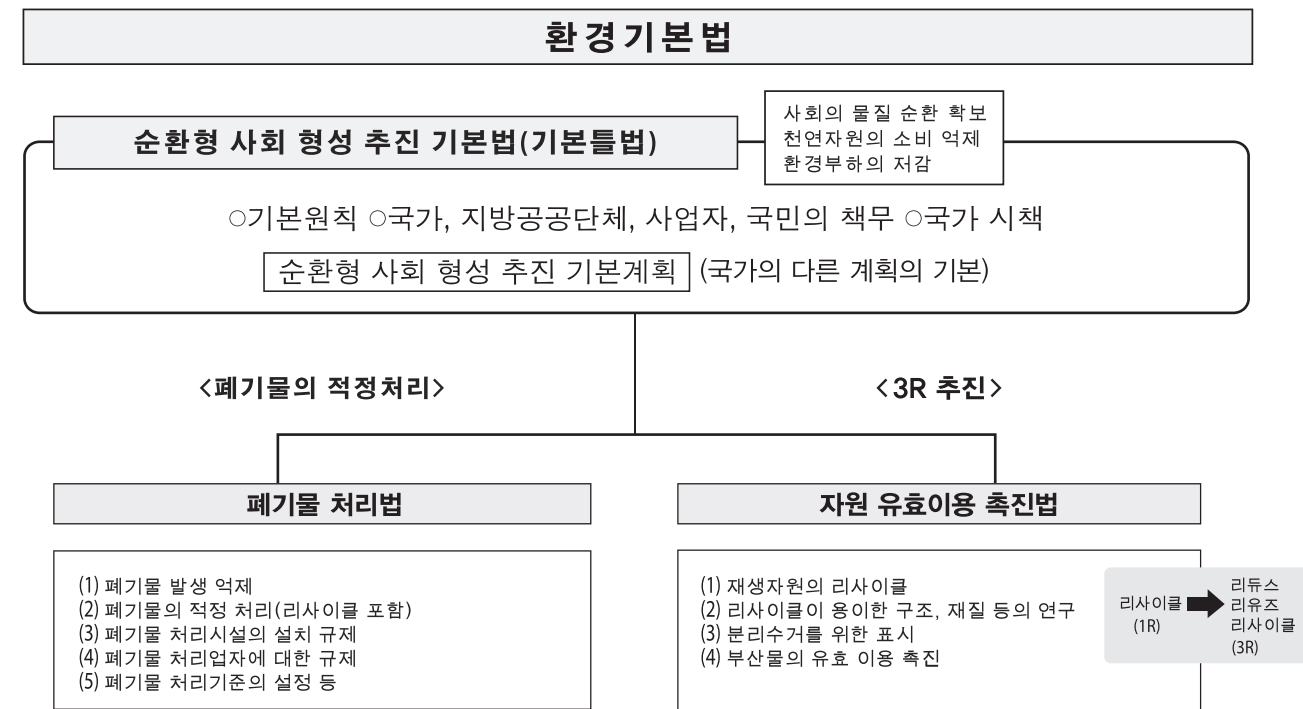 환경기본법
순환형 사회 형성 추진 기본법(기본틀법)
사회의 물질 순환 확보
천연자원의 소비 억제
환경부하의 저감
○기본원칙 ○국가, 지방공공단체, 사업자, 국민의 책무 ○국가 시책
순환형 사회 형성 추진 기본계획 (국가의 다른 계획의 기본)
<폐기물의 적정처리>
<3R 추진>
폐기물 처리법
(1) 폐기물 발생 억제
(2) 폐기물의 적정 처리(리사이클 포함)
(3) 폐기물 처리시설의 설치 규제
(4) 폐기물 처리업자에 대한 규제
(5) 폐기물 처리기준의 설정 등
자원 유효이용 촉진법
(1) 재생자원의 리사이클
(2) 리사이클이 용이한 구조, 재질 등의 연구
(3) 분리수거를 위한 표시
(4) 부산물의 유효 이용 촉진
리사이클
(1R)
리듀스
리유즈
리사이클
(3R)